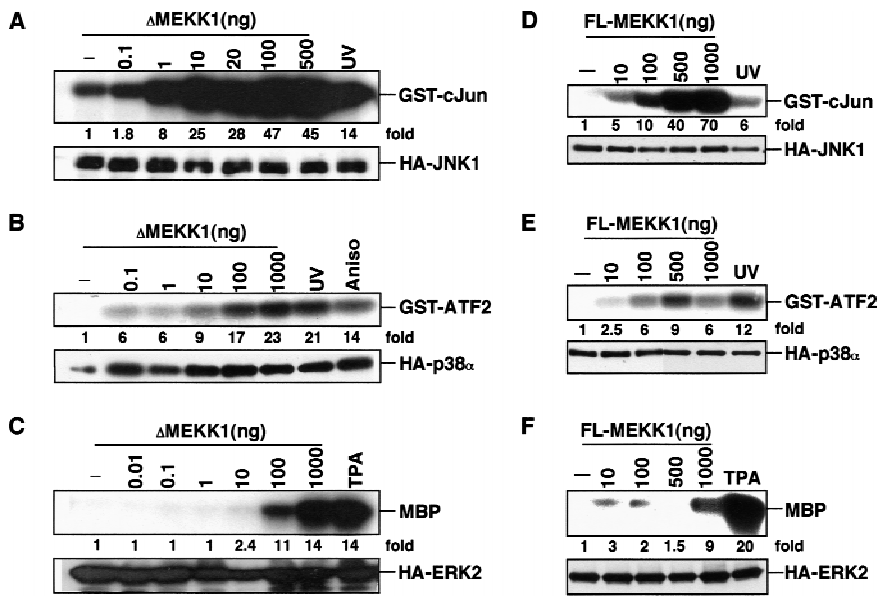 A
ΔMEKK1(ng)
– 0.1 1 10 20 100 500 UV
GST-cJun
1 1.8 8 25 28 47 45 14 fold
HA-JNK1
B
ΔMEKK1(ng)
– 0.1 1 10 100 1000 UV Aniso
GST-ATF2
1 6 6 9 17 23 21 14 fold
HA-p38α
C
ΔMEKK1(ng)
– 0.01 0.1 1 10 100 1000 TPA
MBP
1 1 1 1 2.4 11 14 14 fold
HA-ERK2
D
FL-MEKK1(ng)
– 10 100 500 1000 UV
GST-cJun
1 5 10 40 70 6 fold
HA-JNK1
E
FL-MEKK1(ng)
– 10 100 500 1000 UV
GST-ATF2
1 2.5 6 9 6 12 fold
HA-p38α
F
FL-MEKK1(ng)
– 10 100 500 1000 TPA
MBP
1 3 2 1.5 9 20 fold
HA-ERK2